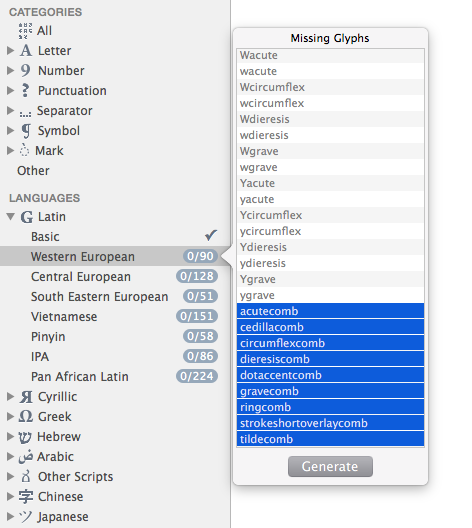 CATEGORIES
All
A Letter
9 Number
? Punctuation
Separator
¶ Symbol
Mark
Other
LANGUAGES
G Latin
Basic
Western European 0/90
Central European 0/128
South Eastern European 0/51
Vietnamese 0/151
Pinyin 0/58
IPA 0/86
Pan African Latin 0/224
Я Cyrillic
Ω Greek
א Hebrew
ض Arabic
Other Scripts
字 Chinese
ツ Japanese
Missing Glyphs
Wacute
wacute
Wcircumflex
wcircumflex
Wdieresis
wdieresis
Wgrave
wgrave
Yacute
yacute
Ycircumflex
ycircumflex
Ydieresis
ydieresis
Ygrave
ygrave
acutecomb
cedillacomb
circumflexcomb
dieresiscomb
dotaccentcomb
gravecomb
ringcomb
strokeshortoverlaycomb
tildecomb
Generate